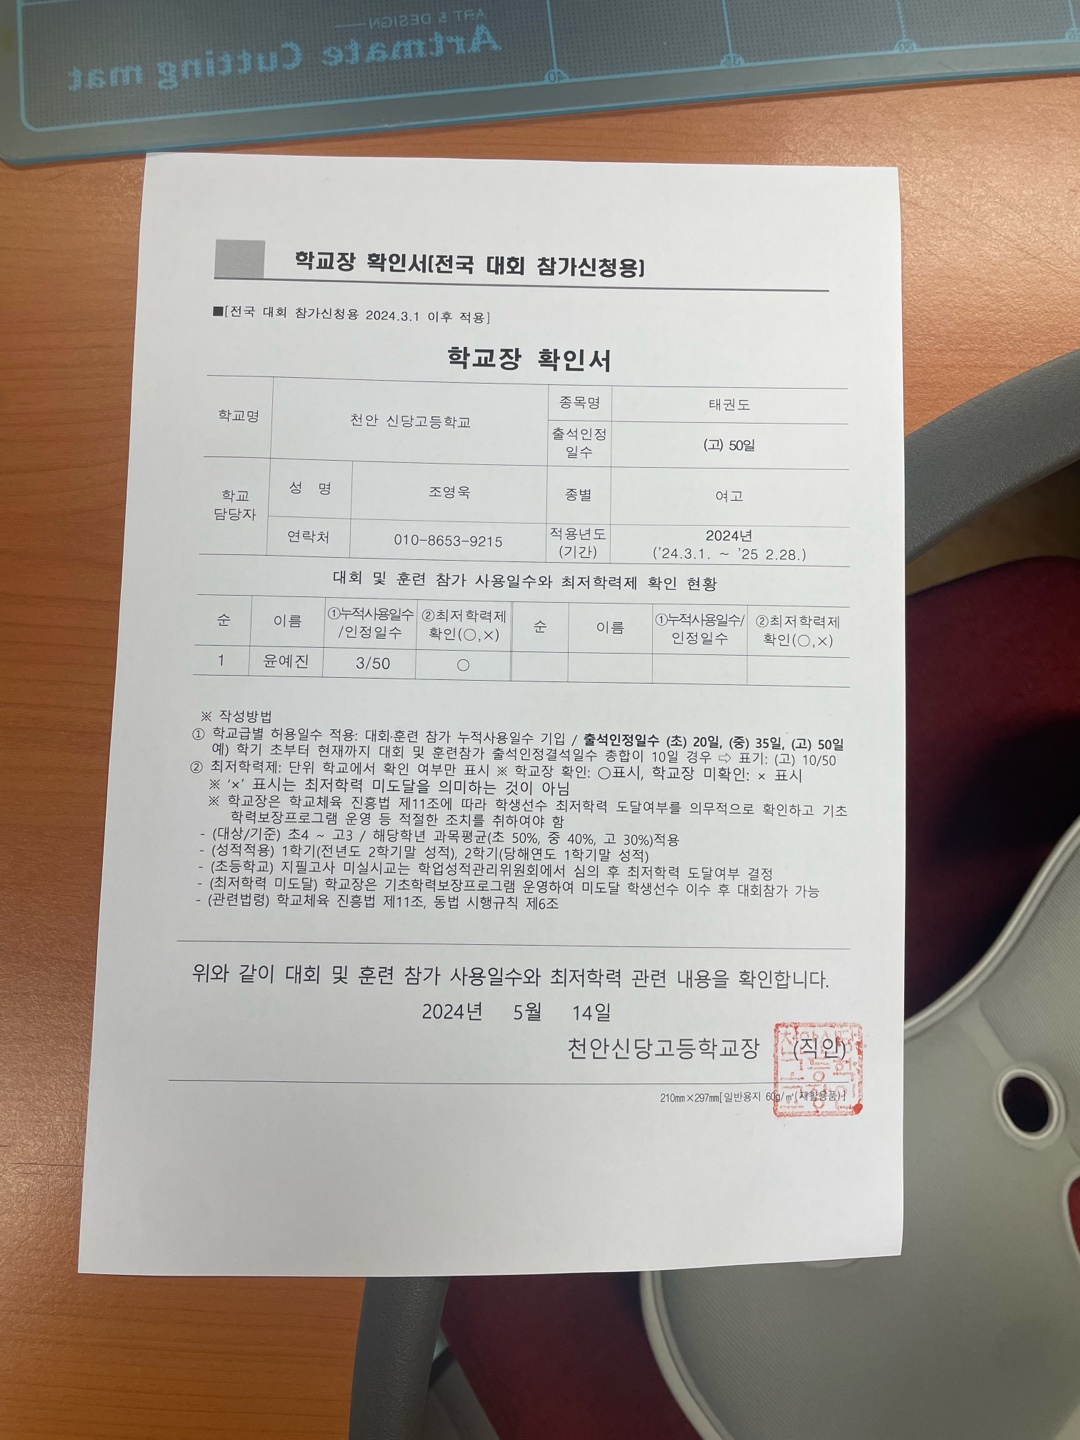 ART & DESIGN
Artmate Cutting mat
40
35
30
학교장 확인서(전국 대회 참가신청용)
■[전국 대회 참가신청용 2024.3.1 이후 적용]
학교장 확인서
학교명 천안 신당고등학교 종목명 태권도
출석인정 일수 (고) 50일
학교 담당자 성 명 조영욱 종별 여고
연락처 010-8653-9215 적용년도 (기간) 2024년 ('24.3.1. ~ '25 2.28.)
대회 및 훈련 참가 사용일수와 최저학력제 확인 현황
순 이름 ①누적사용일수 /인정일수 ②최저학력제 확인(○,×) 순 이름 ①누적사용일수/ 인정일수 ②최저학력제 확인(○,×)
1 윤예진 3/50 ○
※ 작성방법
① 학교급별 허용일수 적용: 대회·훈련 참가 누적사용일수 기입 / 출석인정일수 (초) 20일, (중) 35일, (고) 50일
예) 학기 초부터 현재까지 대회 및 훈련참가 출석인정결석일수 총합이 10일 경우 ⇨ 표기: (고) 10/50
② 최저학력제: 단위 학교에서 확인 여부만 표시 ※ 학교장 확인: ○표시, 학교장 미확인: × 표시
※ '×' 표시는 최저학력 미도달을 의미하는 것이 아님
※ 학교장은 학교체육 진흥법 제11조에 따라 학생선수 최저학력 도달여부를 의무적으로 확인하고 기초
학력보장프로그램 운영 등 적절한 조치를 취하여야 함
- (대상/기준) 초4 ~ 고3 / 해당학년 과목평균(초 50%, 중 40%, 고 30%)적용
- (성적적용) 1학기(전년도 2학기말 성적), 2학기(당해연도 1학기말 성적)
- (초등학교) 지필고사 미실시교는 학업성적관리위원회에서 심의 후 최저학력 도달여부 결정
- (최저학력 미도달) 학교장은 기초학력보장프로그램 운영하여 미도달 학생선수 이수 후 대회참가 가능
- (관련법령) 학교체육 진흥법 제11조, 동법 시행규칙 제6조
위와 같이 대회 및 훈련 참가 사용일수와 최저학력 관련 내용을 확인합니다.
2024년 5월 14일
천안신당고등학교장 (직인)
210㎜×297㎜[일반용지 60g/㎡(재활용품)]